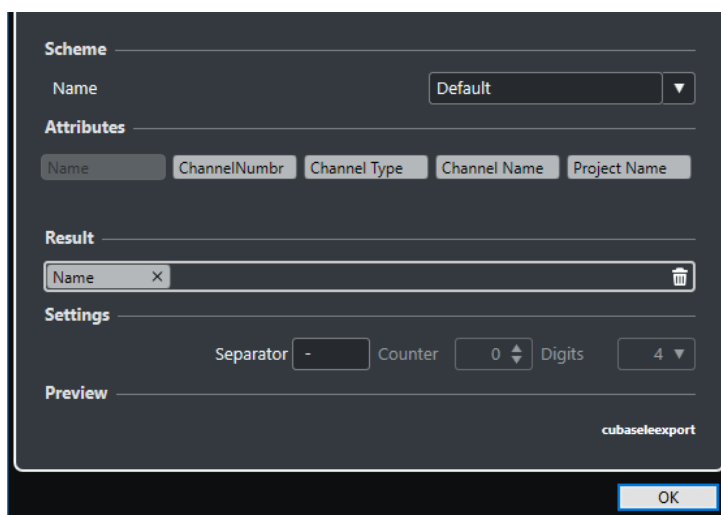 Scheme
Name Default
Attributes
Name ChannelNumbr Channel Type Channel Name Project Name
Result
Name
Settings
Separator - Counter 0 Digits 4
Preview
cubaseleexport
OK